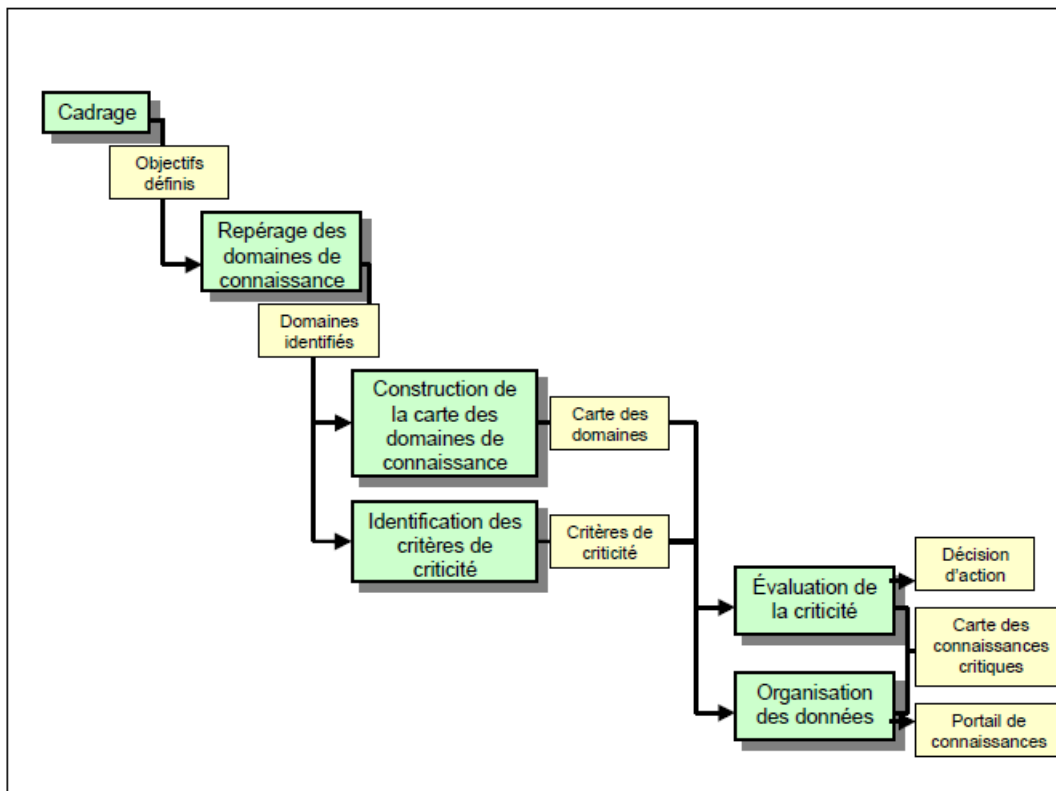 Cadrage
Objectifs
définis
Repérage des
domaines de
connaissance
Domaines
identifiés
Construction de
la carte des
domaines de
connaissance
Carte des
domaines
Identification des
critères de
criticité
Critères de
criticité
Évaluation de
la criticité
Décision
d'action
Carte des
connaissances
critiques
Organisation
des données
Portail de
connaissances